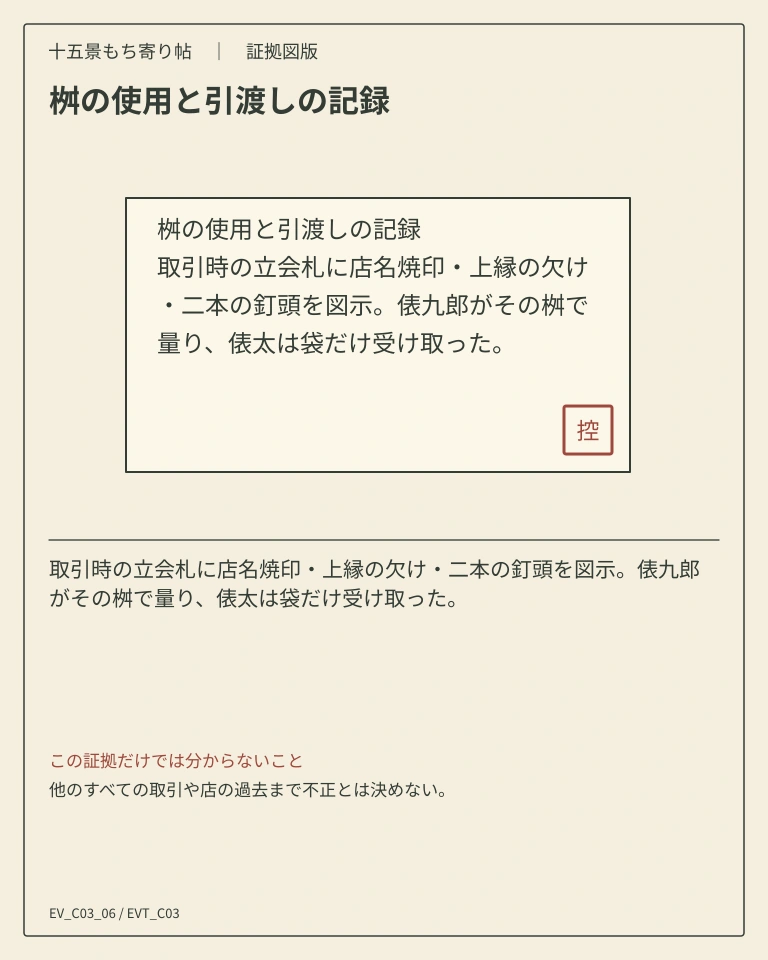 十五景もち寄り帖 | 証拠図版
桝の使用と引渡しの記録
桝の使用と引渡しの記録
取引時の立会札に店名焼印・上縁の欠け
・二本の釘頭を図示。俵九郎がその桝で
量り、俵太は袋だけ受け取った。
控
取引時の立会札に店名焼印・上縁の欠け・二本の釘頭を図示。俵九郎
がその桝で量り、俵太は袋だけ受け取った。
この証拠だけでは分からないこと
他のすべての取引や店の過去まで不正とは決めない。
EV_C03_06 / EVT_C03